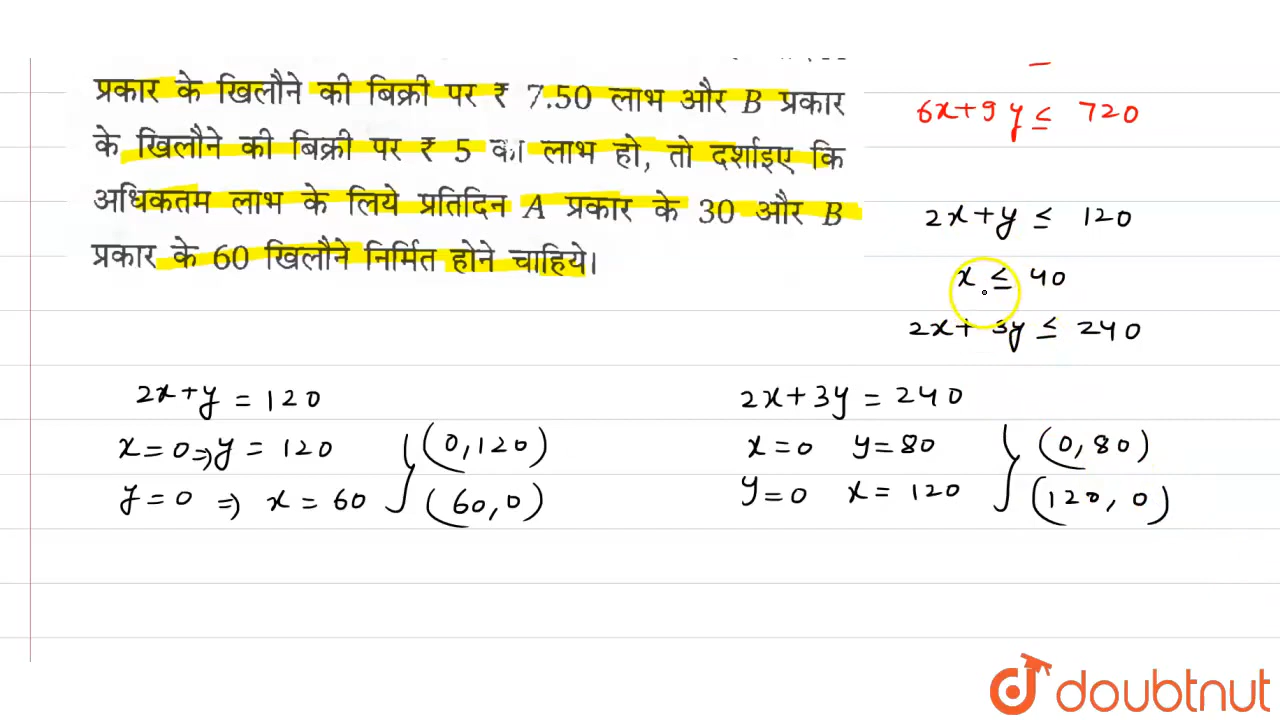 प्रकार के खिलौने की बिक्री पर ₹ 7.50 लाभ और B प्रकार
के खिलौने की बिक्री पर ₹ 5 का लाभ हो, तो दर्शाइए कि
अधिकतम लाभ के लिये प्रतिदिन A प्रकार के 30 और B
प्रकार के 60 खिलौने निर्मित होने चाहिये।
6x+9y ≤ 720
2x+y ≤ 120
x ≤ 40
2x+ 3y ≤ 240
2x+y = 120
x=0 ⇒ y = 120 (0,120)
y=0 ⇒ x = 60 (60,0)
2x+3y = 240
x=0 y=80 (0,80)
y=0 x = 120 (120,0)
doubtnut